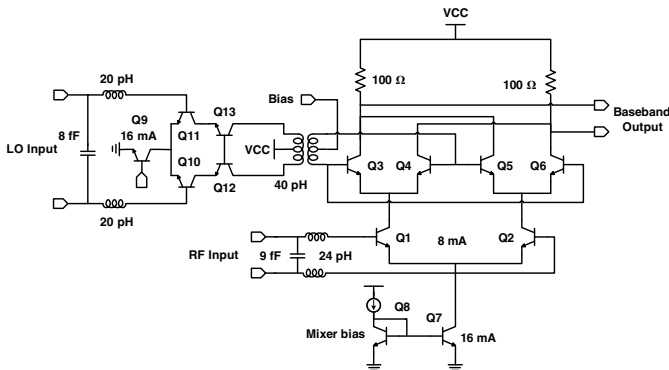 VCC
20 pH
100 Ω
100 Ω
Q9
Q13
Bias
Baseband
Output
16 mA
Q11
8 fF
LO Input
VCC
Q10
Q3
Q4
Q5
Q6
Q12
40 pH
20 pH
Q1
8 mA
Q2
RF Input
9 fF
24 pH
Q8
Q7
Mixer bias
16 mA